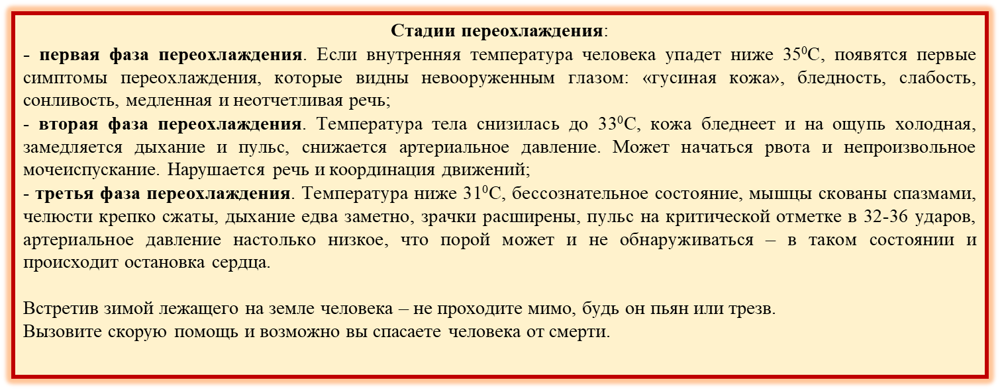 Стадии переохлаждения:
- первая фаза переохлаждения. Если внутренняя температура человека упадет ниже 35⁰С, появятся первые
симптомы переохлаждения, которые видны невооруженным глазом: «гусиная кожа», бледность, слабость,
сонливость, медленная и неотчетливая речь;
- вторая фаза переохлаждения. Температура тела снизилась до 33⁰С, кожа бледнеет и на ощупь холодная,
замедляется дыхание и пульс, снижается артериальное давление. Может начаться рвота и непроизвольное
мочеиспускание. Нарушается речь и координация движений;
- третья фаза переохлаждения. Температура ниже 31⁰С, бессознательное состояние, мышцы скованы спазмами,
челюсти крепко сжаты, дыхание едва заметно, зрачки расширены, пульс на критической отметке в 32-36 ударов,
артериальное давление настолько низкое, что порой может и не обнаруживаться – в таком состоянии и
происходит остановка сердца.
Встретив зимой лежащего на земле человека – не проходите мимо, будь он пьян или трезв.
Вызовите скорую помощь и возможно вы спасаете человека от смерти.